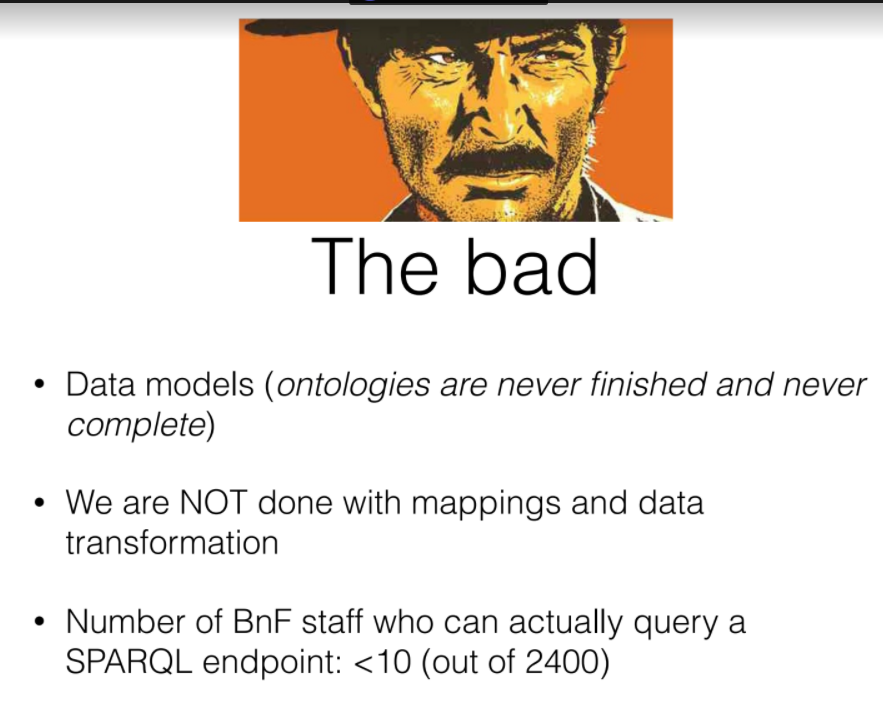 The bad
• Data models (ontologies are never finished and never
complete)
• We are NOT done with mappings and data
transformation
• Number of BnF staff who can actually query a
SPARQL endpoint: <10 (out of 2400)